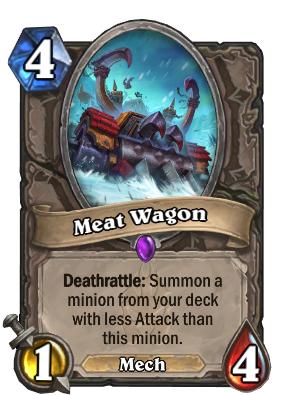 4
Meat Wagon
Deathrattle: Summon a
minion from your deck
with less Attack than
this minion.
1
Mech
4